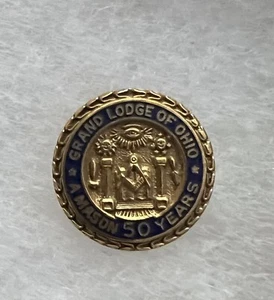 GRAND LODGE OF OHIO
A MASON 50 YEARS